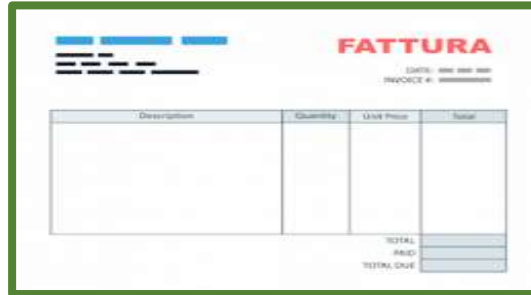 FATTURA
DATE:
INVOICE #:
Description Quantity Unit Price Total
TOTAL
PAID
TOTAL DUE